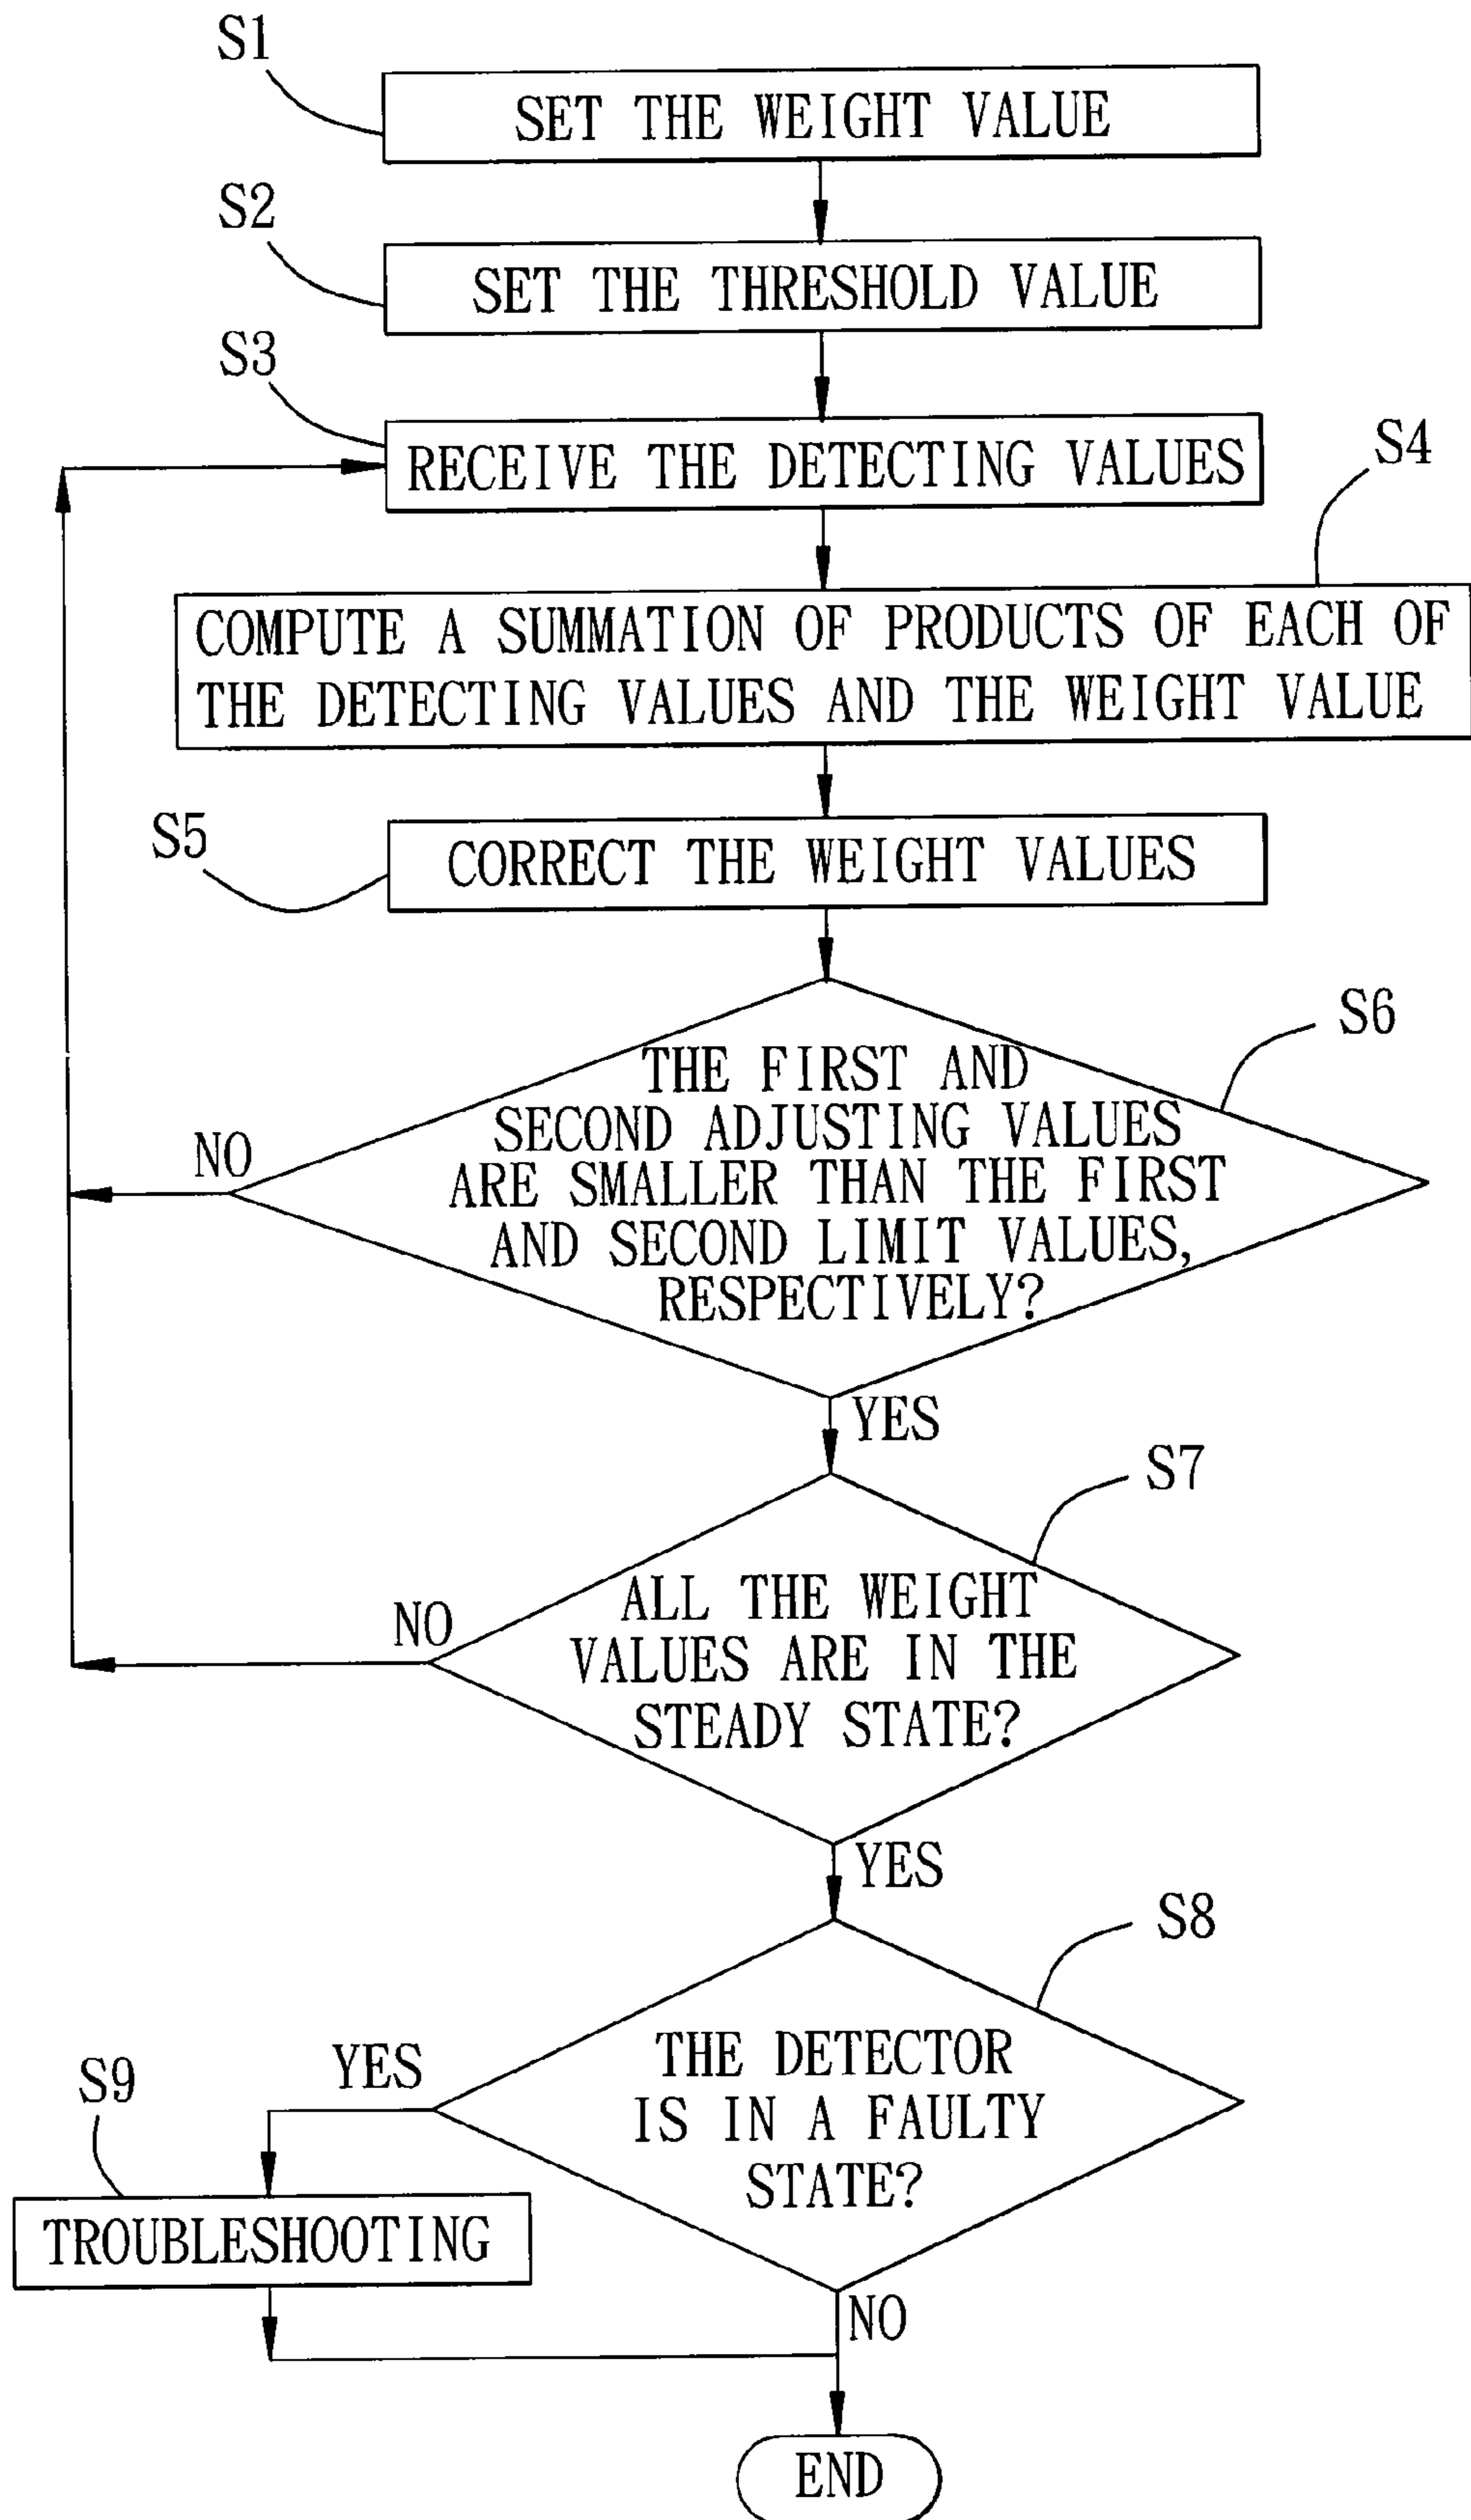 S1
SET THE WEIGHT VALUE
S2
SET THE THRESHOLD VALUE
S3
RECEIVE THE DETECTING VALUES
S4
COMPUTE A SUMMATION OF PRODUCTS OF EACH OF
THE DETECTING VALUES AND THE WEIGHT VALUE
S5
CORRECT THE WEIGHT VALUES
S6
THE FIRST AND
SECOND ADJUSTING VALUES
ARE SMALLER THAN THE FIRST
AND SECOND LIMIT VALUES,
RESPECTIVELY?
NO
YES
S7
ALL THE WEIGHT
VALUES ARE IN THE
STEADY STATE?
NO
YES
S8
THE DETECTOR
IS IN A FAULTY
STATE?
YES
S9
TROUBLESHOOTING
NO
END